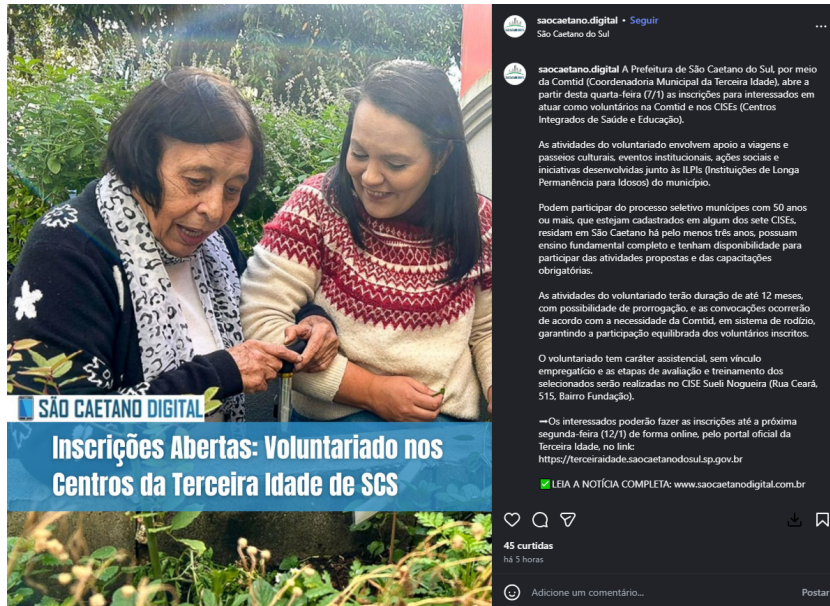 SÃO CAETANO DIGITAL
Inscrições Abertas: Voluntariado nos
Centros da Terceira Idade de SCS
saocaetano.digital • Seguir
São Caetano do Sul
saocaetano.digital A Prefeitura de São Caetano do Sul, por meio
da Comtid (Coordenadoria Municipal da Terceira Idade), abre a
partir desta quarta-feira (7/1) as inscrições para interessados em
atuar como voluntários na Comtid e nos CISEs (Centros
Integrados de Saúde e Educação).
As atividades do voluntariado envolvem apoio a viagens e
passeios culturais, eventos institucionais, ações sociais e
iniciativas desenvolvidas junto às ILPIs (Instituições de Longa
Permanência para Idosos) do município.
Podem participar do processo seletivo munícipes com 50 anos
ou mais, que estejam cadastrados em algum dos sete CISEs,
residam em São Caetano há pelo menos três anos, possuam
ensino fundamental completo e tenham disponibilidade para
participar das atividades propostas e das capacitações
obrigatórias.
As atividades do voluntariado terão duração de até 12 meses,
com possibilidade de prorrogação, e as convocações ocorrerão
de acordo com a necessidade da Comtid, em sistema de rodízio,
garantindo a participação equilibrada dos voluntários inscritos.
O voluntariado tem caráter assistencial, sem vínculo
empregatício e as etapas de avaliação e treinamento dos
selecionados serão realizadas no CISE Sueli Nogueira (Rua Ceará,
515, Bairro Fundação).
➡Os interessados poderão fazer as inscrições até a próxima
segunda-feira (12/1) de forma online, pelo portal oficial da
Terceira Idade, no link:
https://terceiraidade.saocaetanodosul.sp.gov.br
✅ LEIA A NOTÍCIA COMPLETA: www.saocaetanodigital.com.br
45 curtidas
há 5 horas
Adicione um comentário...
Postar